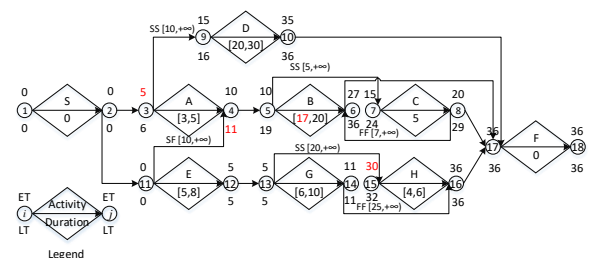 15 D 35
SS [10,+∞)
9 10
[20,30]
16 36
SS [5,+∞)
0 S 0 5 A 10 10 B 27 15 C 20
1 2 3 4 5 6 7 8
0 [3,5] [17,20] 5
0 0 6 11 19 36 24 29
SF [10,+∞) FF [7,+∞)
36 F 36
17 18
0
36 36
SS [20,+∞)
0 E 5 5 G 11 30 H 36
11 12 13 14 15 16
[5,8] [6,10] [4,6]
0 5 5 11 32 36
FF [25,+∞)
ET Activity ET
i j
Duration
LT LT
Legend